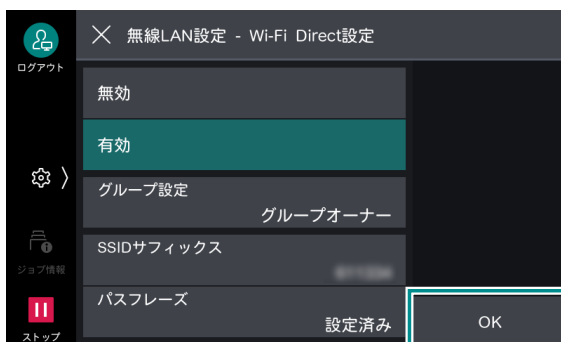 無線LAN設定 - Wi-Fi Direct設定
ログアウト
無効
有効
グループ設定
グループオーナー
SSIDサフィックス
ジョブ情報
パスフレーズ
設定済み
OK
ストップ